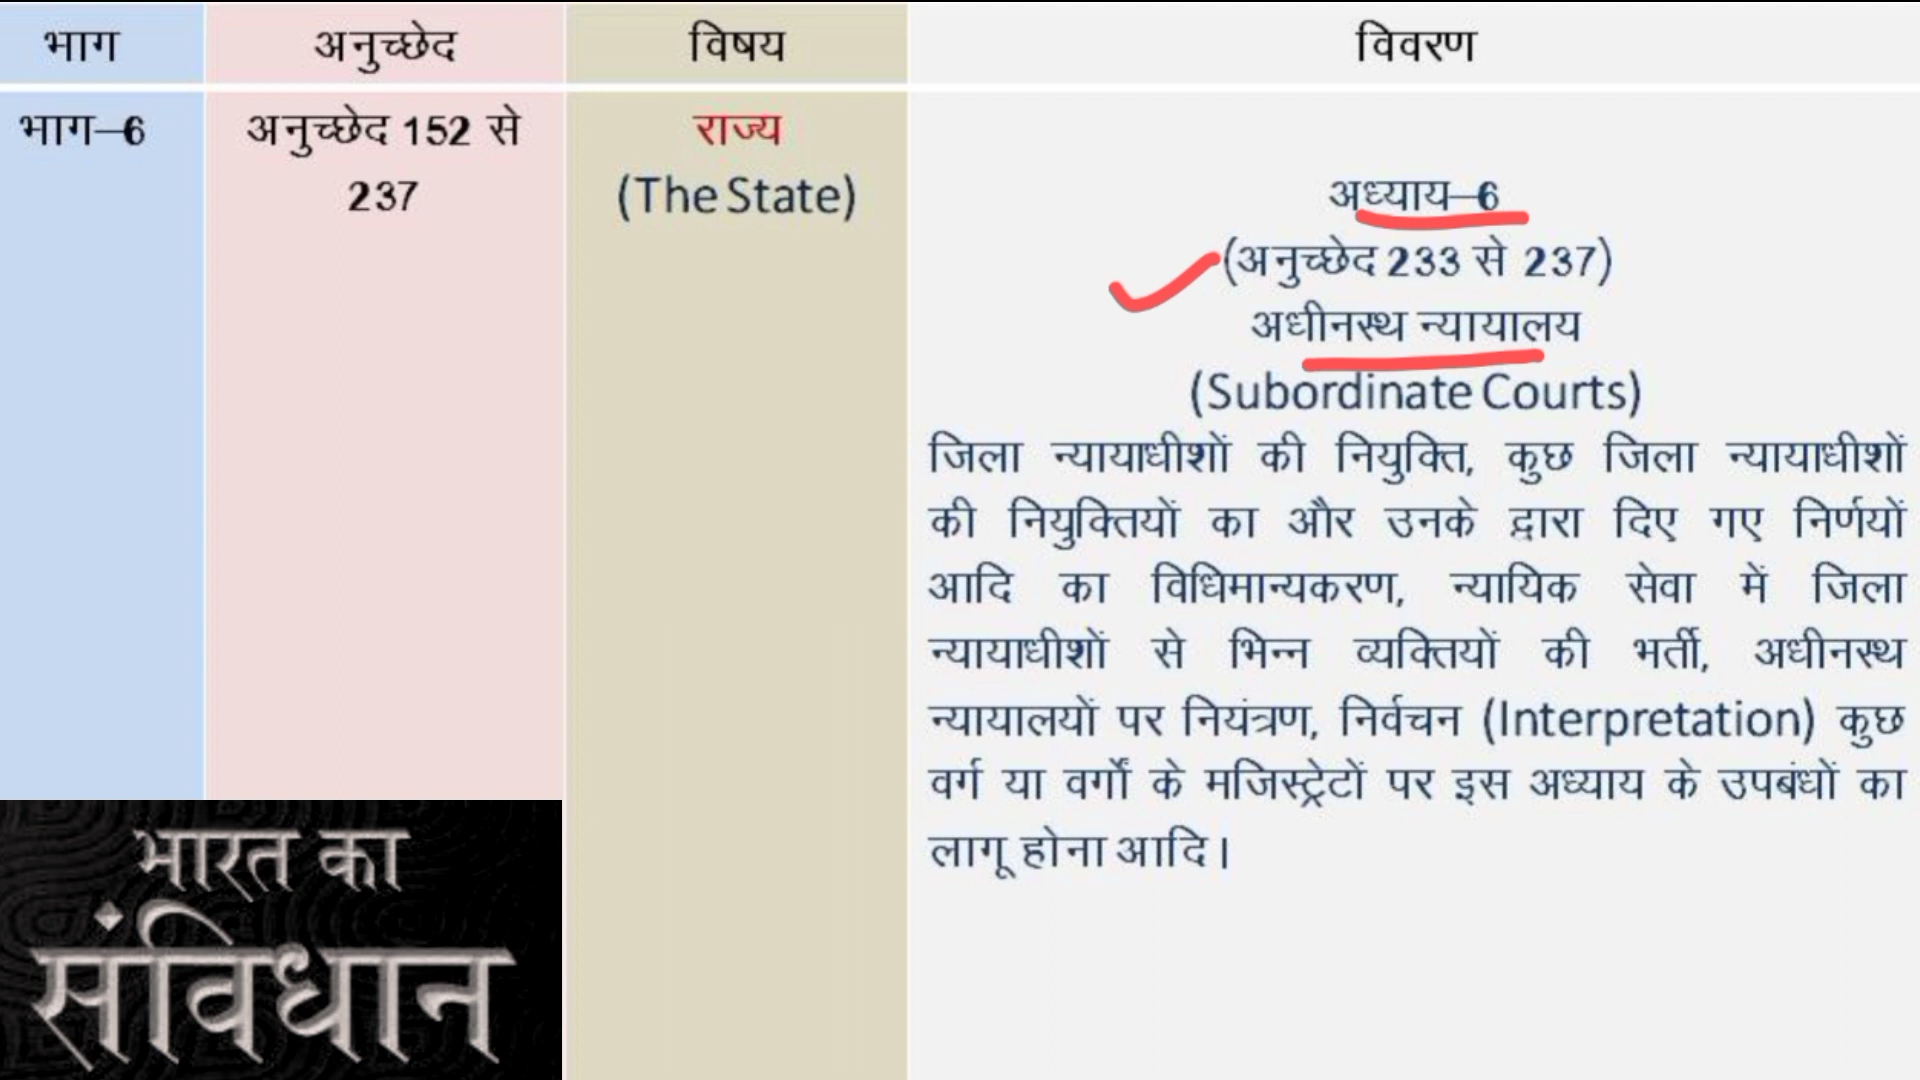 भाग
अनुच्छेद
विषय
विवरण
भाग–6
अनुच्छेद 152 से
237
राज्य
(The State)
अध्याय–6
(अनुच्छेद 233 से 237)
अधीनस्थ न्यायालय
(Subordinate Courts)
जिला न्यायाधीशों की नियुक्ति, कुछ जिला न्यायाधीशों
की नियुक्तियों का और उनके द्वारा दिए गए निर्णयों
आदि का विधिमान्यकरण, न्यायिक सेवा में जिला
न्यायाधीशों से भिन्न व्यक्तियों की भर्ती, अधीनस्थ
न्यायालयों पर नियंत्रण, निर्वचन (Interpretation) कुछ
वर्ग या वर्गों के मजिस्ट्रेटों पर इस अध्याय के उपबंधों का
लागू होना आदि।
भारत का
संविधान